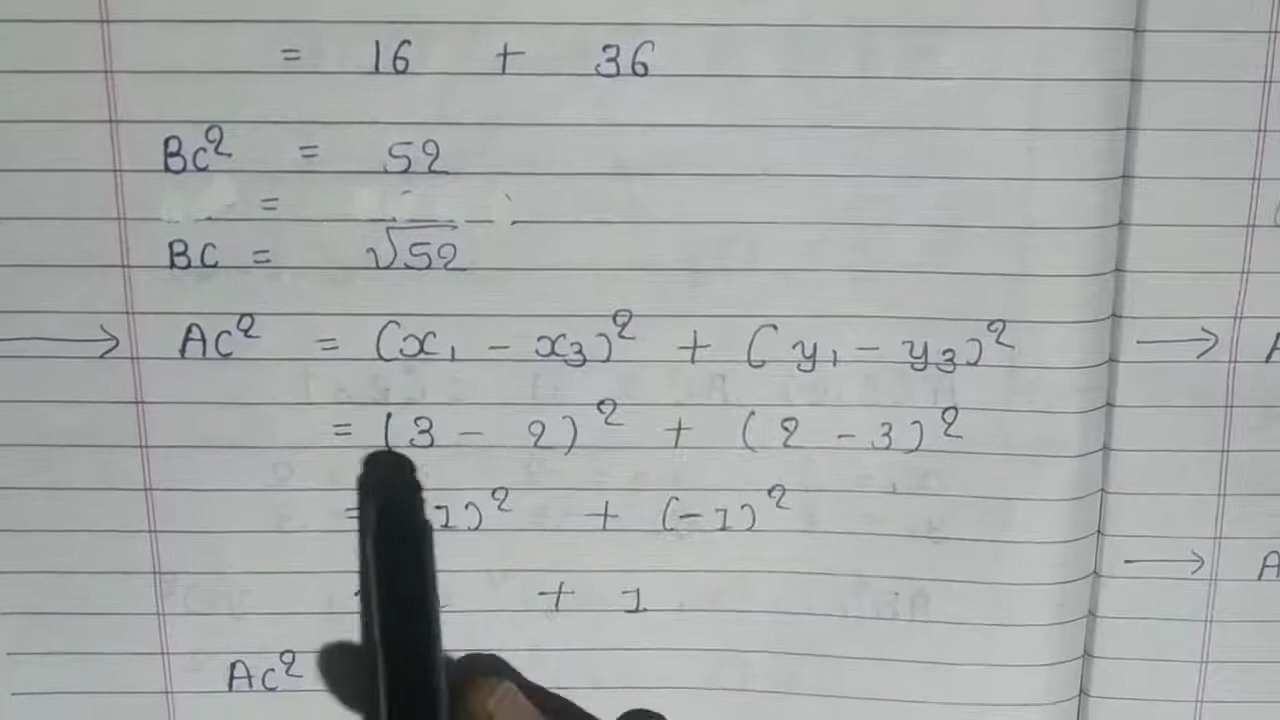 = 16 + 36
BC² = 52
=
BC = √52
→ AC² = (x₁ - x₃)² + (y₁ - y₃)² →
= (3 - 2)² + (2 - 3)²
= 1)² + (-1)²
→
+ 1
AC²